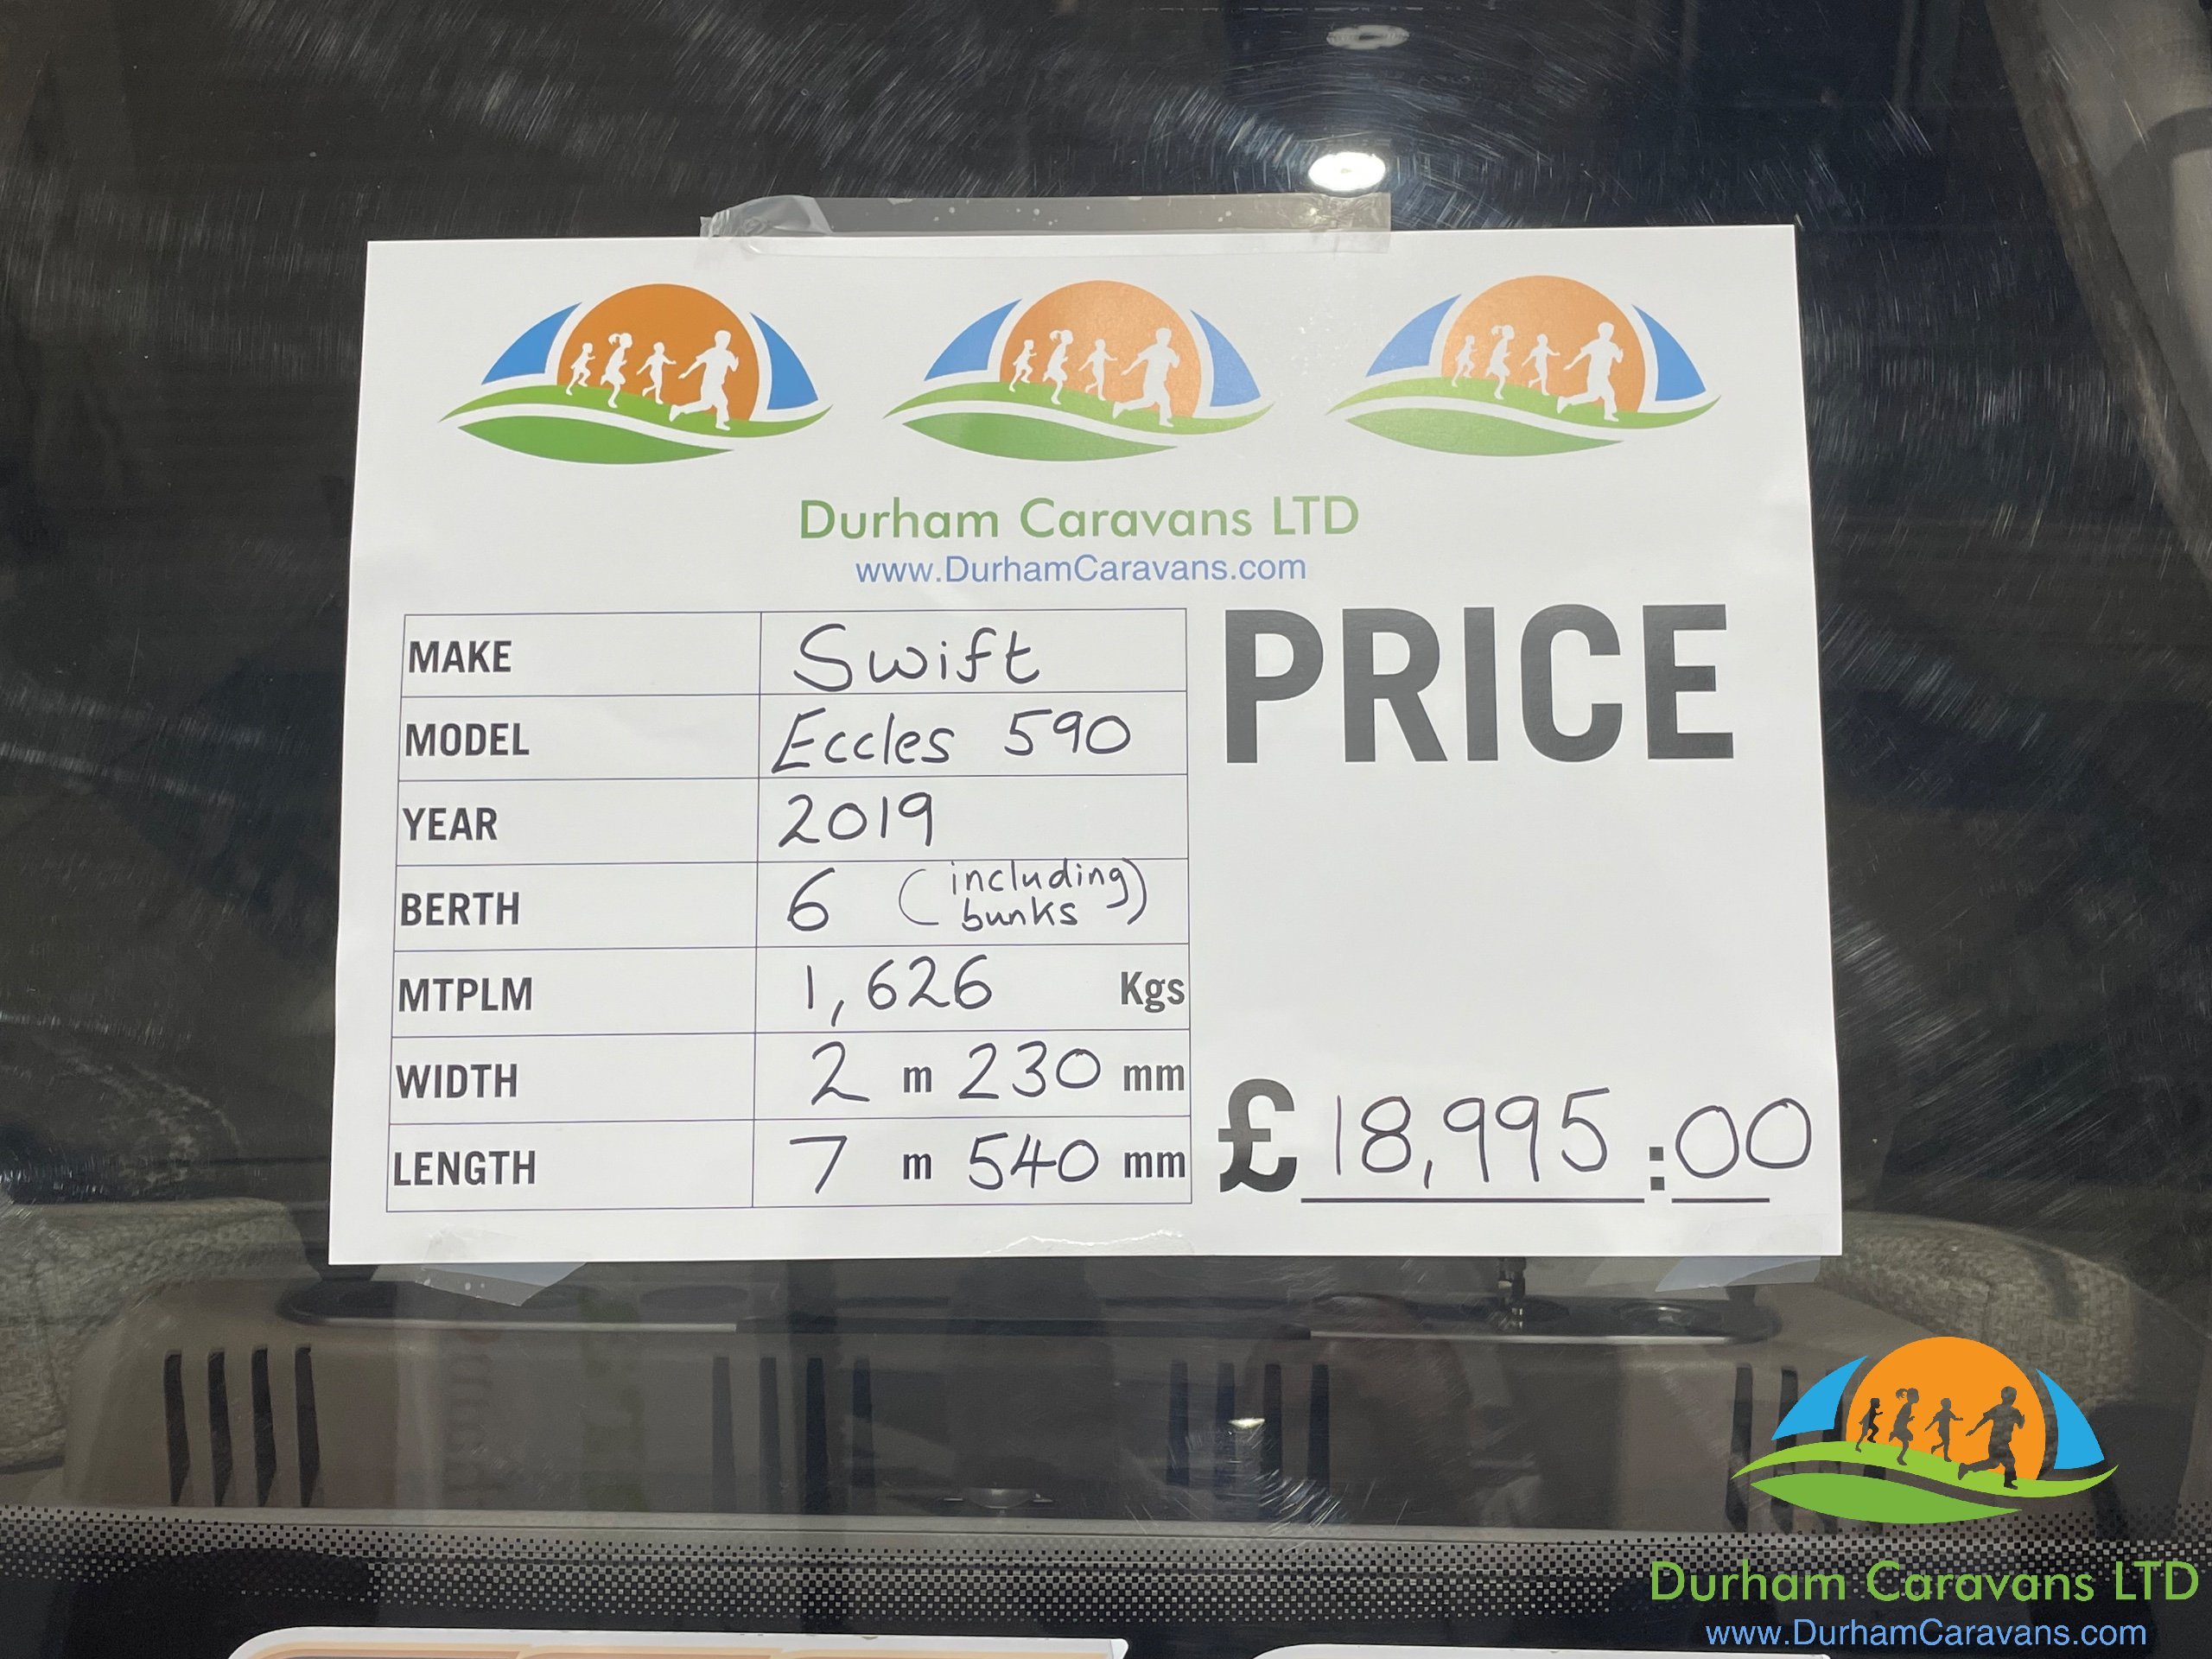 Durham Caravans LTD
www.DurhamCaravans.com
PRICE
MAKE Swift
MODEL Eccles 590
YEAR 2019
BERTH 6 (including bunks)
MTPLM 1,626 Kgs
WIDTH 2 m 230 mm
LENGTH 7 m 540 mm
£18,995:00
Durham Caravans LTD
www.DurhamCaravans.com